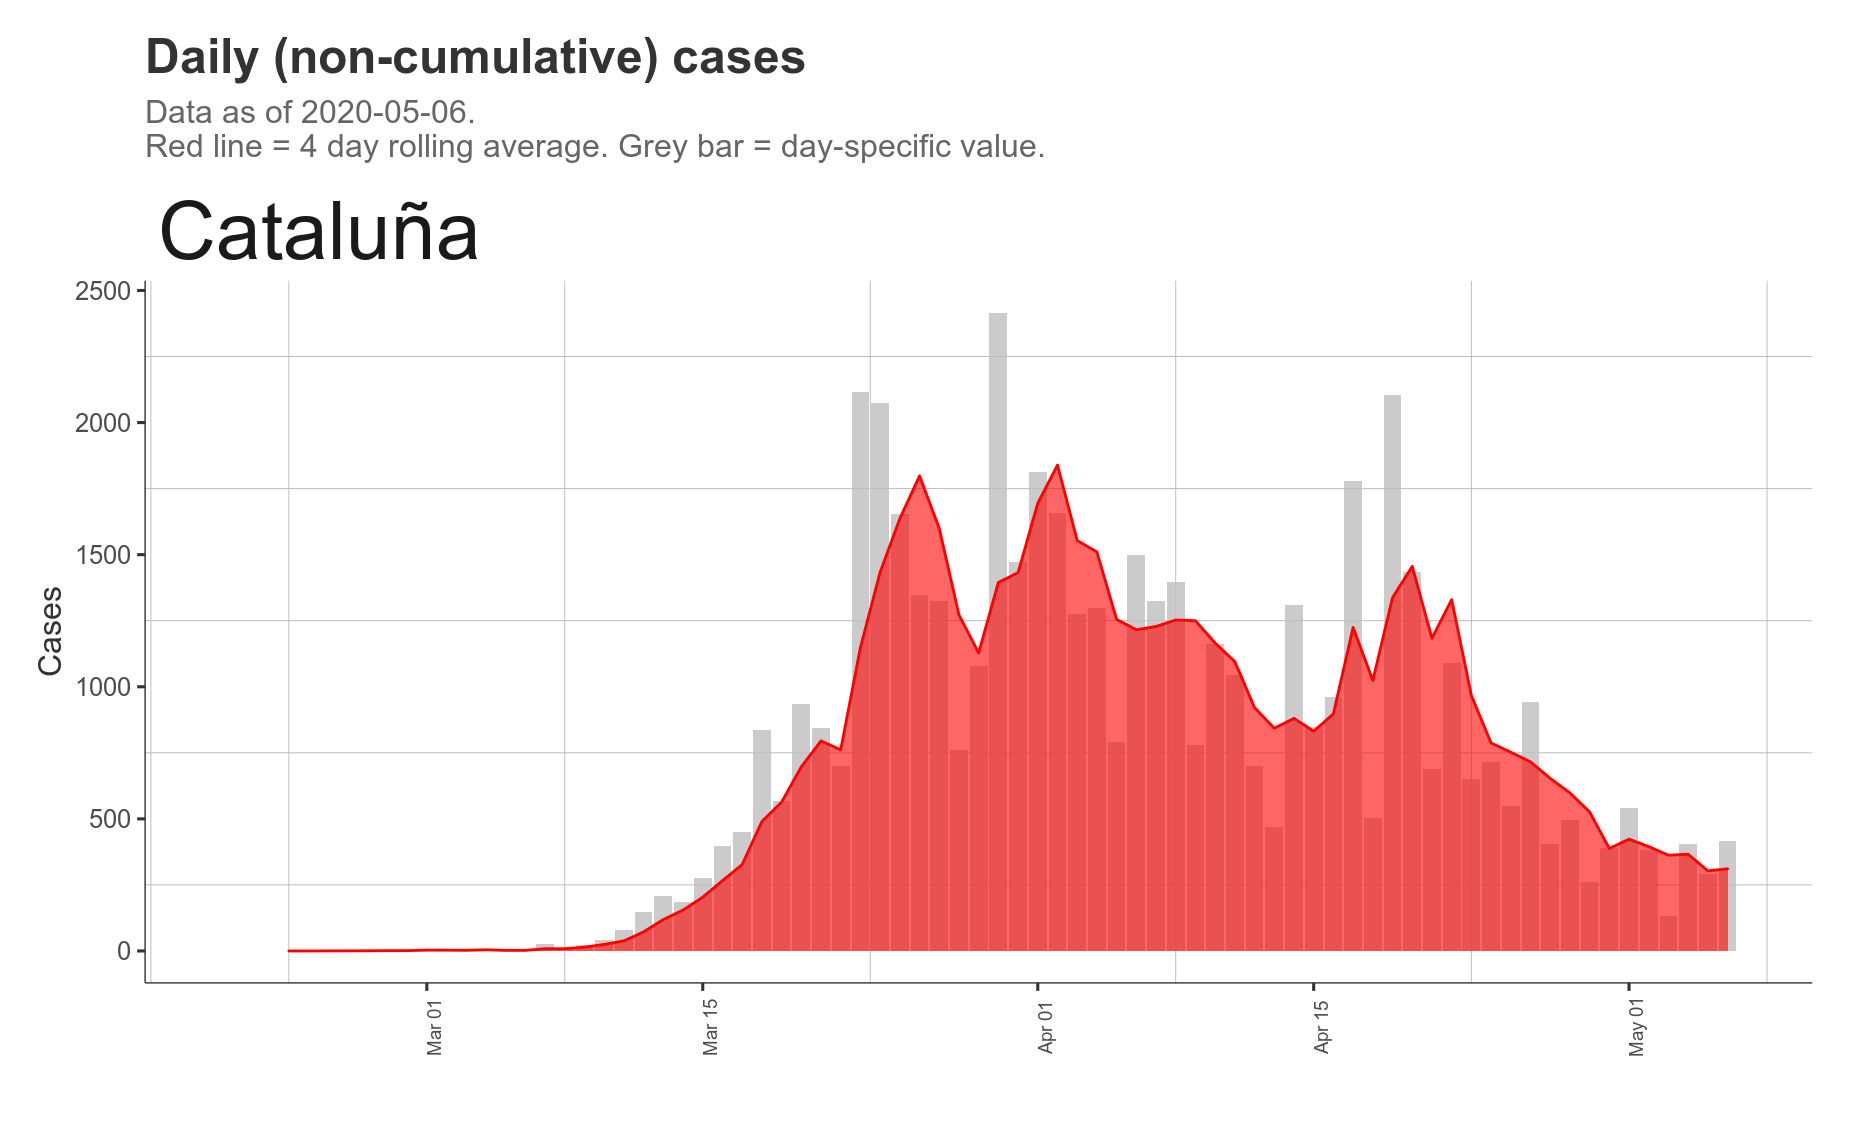 Daily (non-cumulative) cases
Data as of 2020-05-06.
Red line = 4 day rolling average. Grey bar = day-specific value.
Cataluña
2500
2000
1500
1000
500
0
Cases
Mar 01
Mar 15
Apr 01
Apr 15
May 01